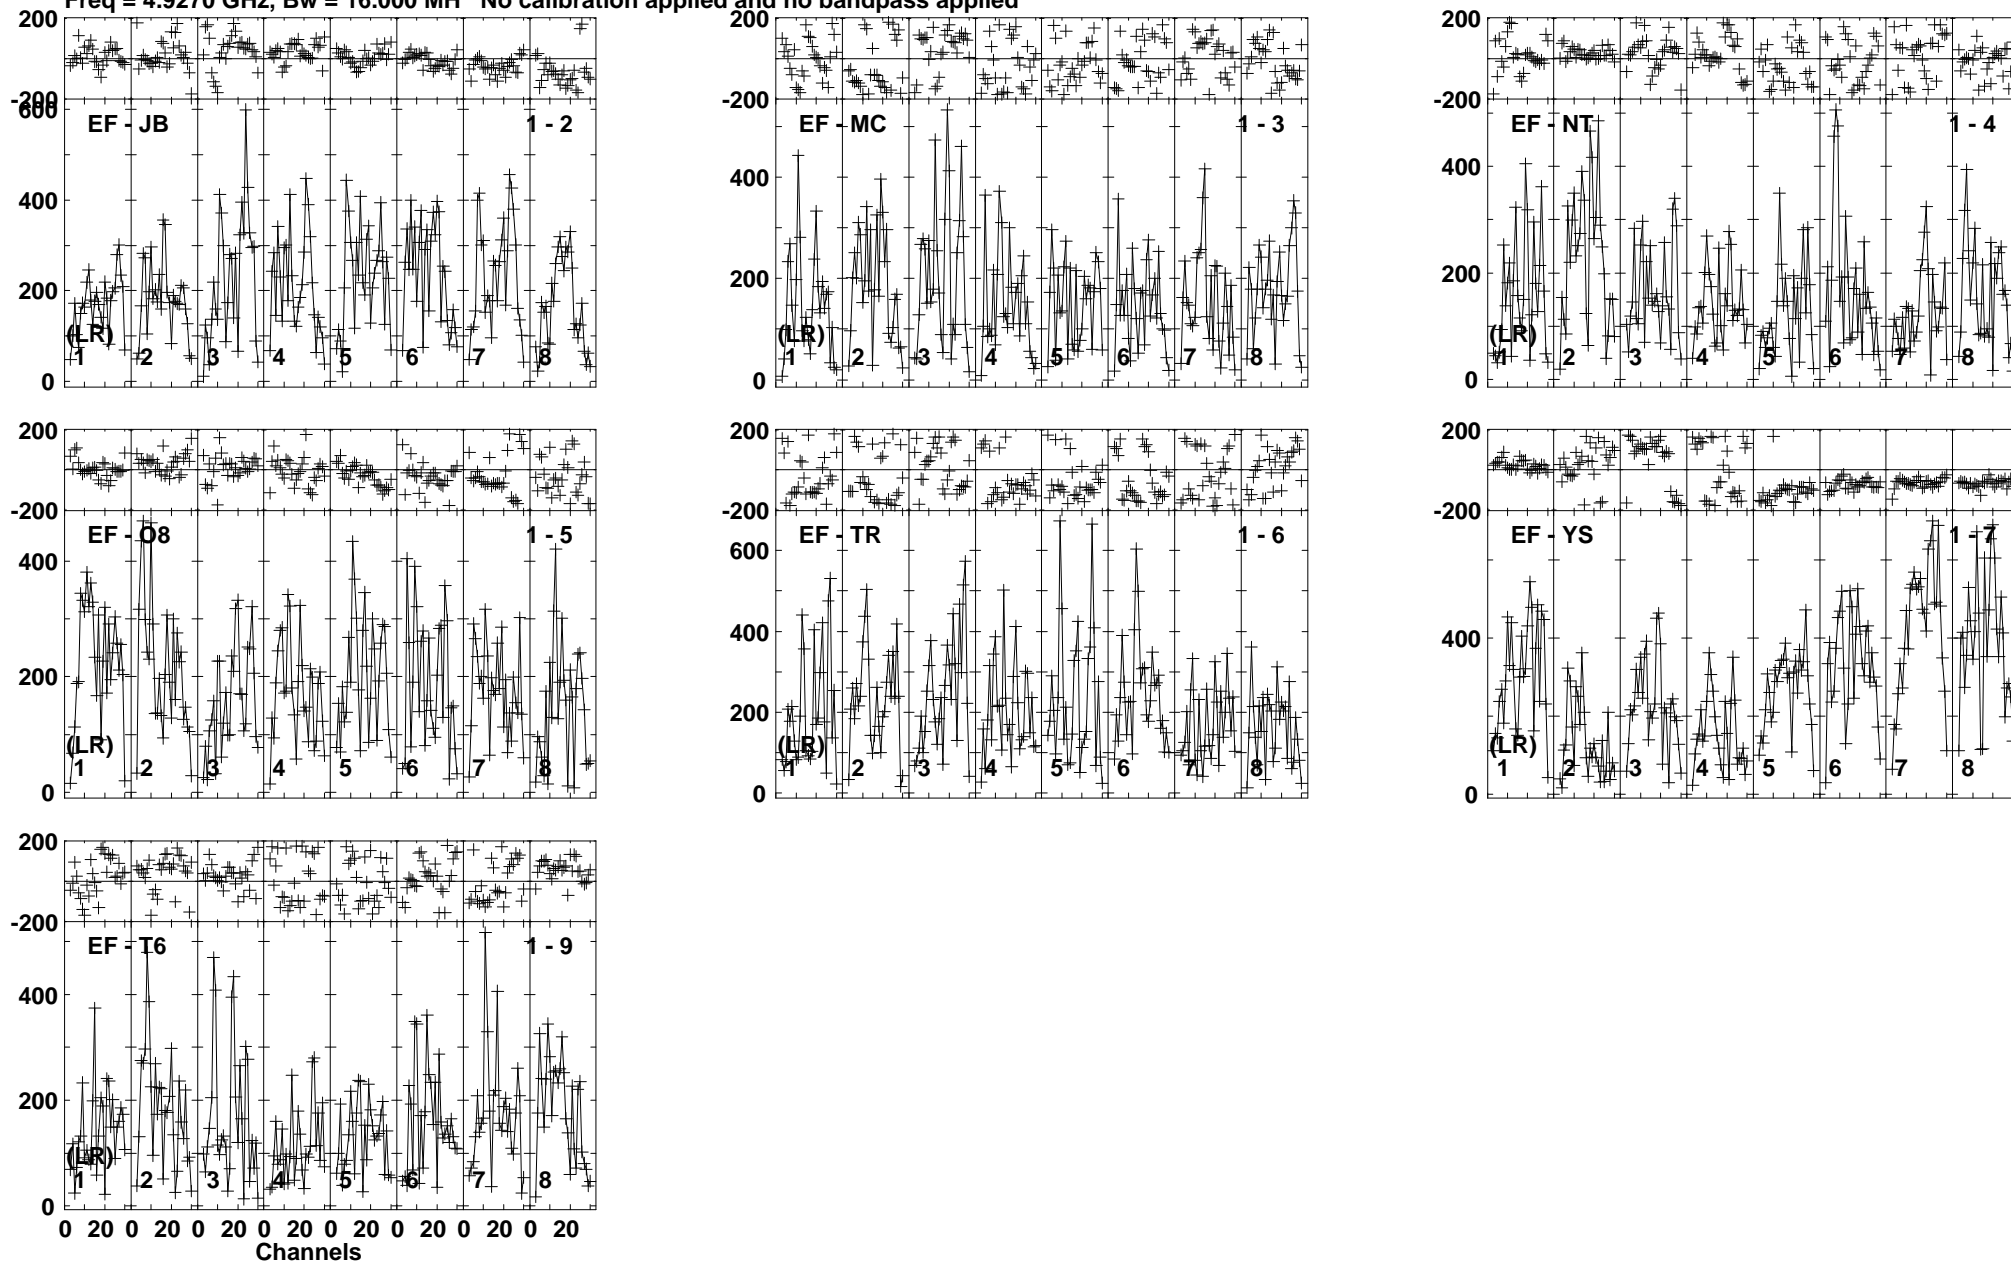 Freq = 4.9270 GHz, Bw = 16.000 MH No calibration applied and no bandpass applied
200
-200
600
400
200
0
EF - JB
1 - 2
(LR)
1 2 3 4 5 6 7 8
200
-200
400
200
0
EF - MC
1 - 3
(LR)
1 2 3 4 5 6 7 8
200
-200
400
200
0
EF - NT
1 - 4
(LR)
1 2 3 4 5 6 7 8
200
-200
400
200
0
EF - O8
1 - 5
(LR)
1 2 3 4 5 6 7 8
200
-200
600
400
200
0
EF - TR
1 - 6
(LR)
1 2 3 4 5 6 7 8
200
-200
400
0
EF - YS
1 - 7
(LR)
1 2 3 4 5 6 7 8
200
-200
400
200
0
EF - T6
1 - 9
(LR)
1 2 3 4 5 6 7 8
0 20 0 20 0 20 0 20 0 20 0 20 0 20 0 20
Channels